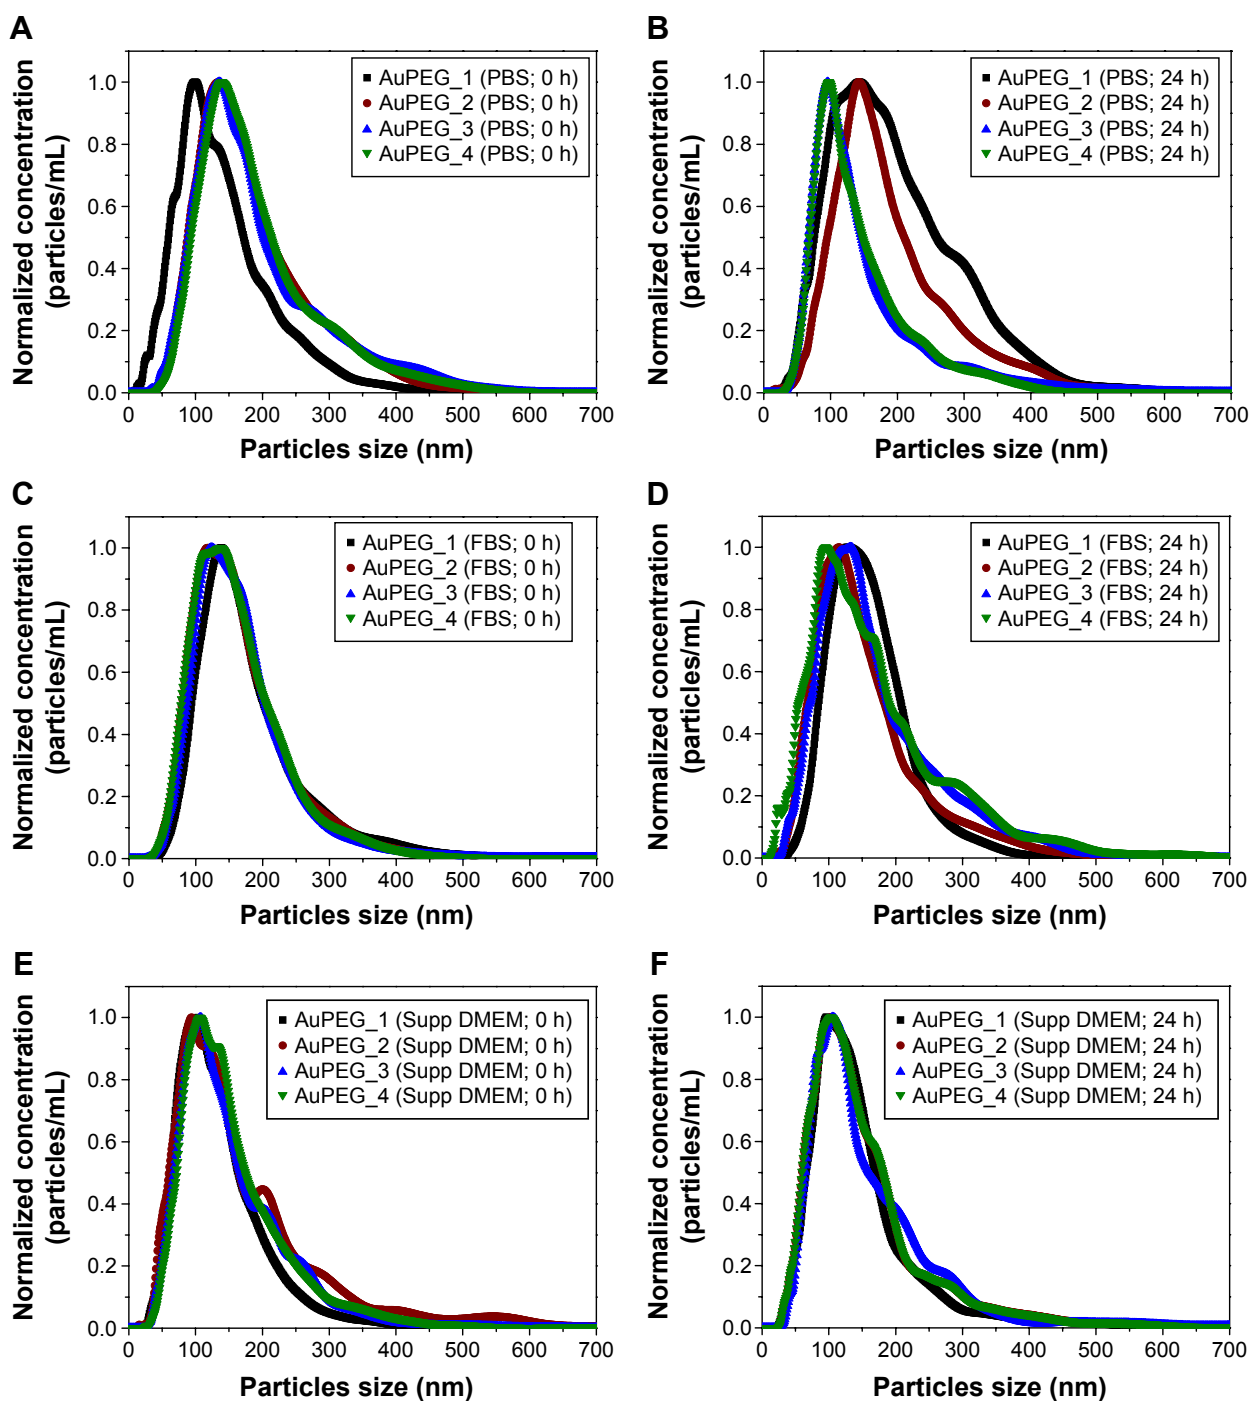 A
Normalized concentration
(particles/mL)
1.0
0.8
0.6
0.4
0.2
0.0
AuPEG_1 (PBS; 0 h)
AuPEG_2 (PBS; 0 h)
AuPEG_3 (PBS; 0 h)
AuPEG_4 (PBS; 0 h)
0 100 200 300 400 500 600 700
Particles size (nm)
B
Normalized concentration
(particles/mL)
1.0
0.8
0.6
0.4
0.2
0.0
AuPEG_1 (PBS; 24 h)
AuPEG_2 (PBS; 24 h)
AuPEG_3 (PBS; 24 h)
AuPEG_4 (PBS; 24 h)
0 100 200 300 400 500 600 700
Particles size (nm)
C
Normalized concentration
(particles/mL)
1.0
0.8
0.6
0.4
0.2
0.0
AuPEG_1 (FBS; 0 h)
AuPEG_2 (FBS; 0 h)
AuPEG_3 (FBS; 0 h)
AuPEG_4 (FBS; 0 h)
0 100 200 300 400 500 600 700
Particles size (nm)
D
Normalized concentration
(particles/mL)
1.0
0.8
0.6
0.4
0.2
0.0
AuPEG_1 (FBS; 24 h)
AuPEG_2 (FBS; 24 h)
AuPEG_3 (FBS; 24 h)
AuPEG_4 (FBS; 24 h)
0 100 200 300 400 500 600 700
Particles size (nm)
E
Normalized concentration
(particles/mL)
1.0
0.8
0.6
0.4
0.2
0.0
AuPEG_1 (Supp DMEM; 0 h)
AuPEG_2 (Supp DMEM; 0 h)
AuPEG_3 (Supp DMEM; 0 h)
AuPEG_4 (Supp DMEM; 0 h)
0 100 200 300 400 500 600 700
Particles size (nm)
F
Normalized concentration
(particles/mL)
1.0
0.8
0.6
0.4
0.2
0.0
AuPEG_1 (Supp DMEM; 24 h)
AuPEG_2 (Supp DMEM; 24 h)
AuPEG_3 (Supp DMEM; 24 h)
AuPEG_4 (Supp DMEM; 24 h)
0 100 200 300 400 500 600 700
Particles size (nm)